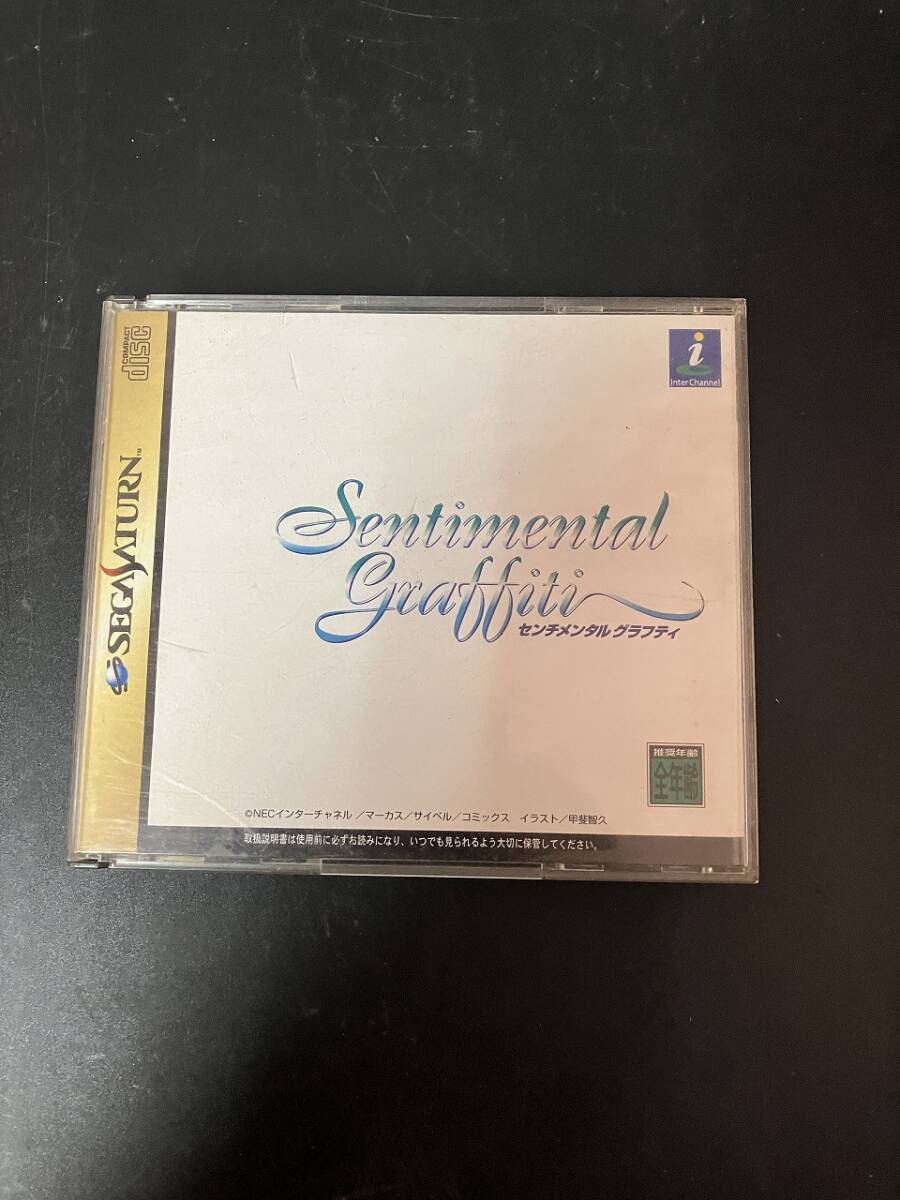 COMPACT
disc
SEGA SATURN™
Inter Channel
Sentimental
Graffiti
センチメンタル グラフティ
推奨年齢
全年齢
©NECインターチャネル／マーカス／サイベル／コミックス　イラスト／甲斐智久
取扱説明書は使用前に必ずお読みになり、いつでも見られるよう大切に保管してください。